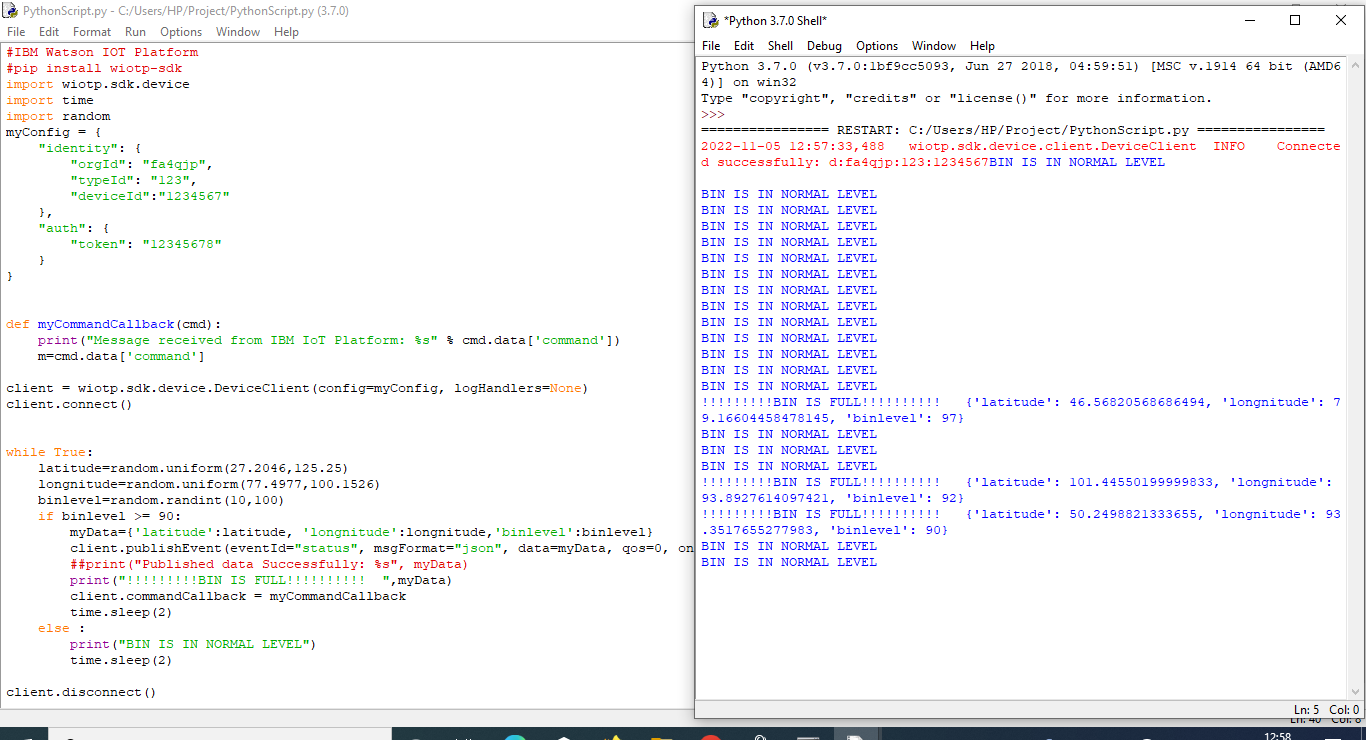 PythonScript.py - C:/Users/HP/Project/PythonScript.py (3.7.0)
File Edit Format Run Options Window Help
#IBM Watson IOT Platform
#pip install wiotp-sdk
import wiotp.sdk.device
import time
import random
myConfig = {
    "identity": {
        "orgId": "fa4qjp",
        "typeId": "123",
        "deviceId":"1234567"
    },
    "auth": {
        "token": "12345678"
    }
}
def myCommandCallback(cmd):
    print("Message received from IBM IoT Platform: %s" % cmd.data['command'])
    m=cmd.data['command']
client = wiotp.sdk.device.DeviceClient(config=myConfig, logHandlers=None)
client.connect()
while True:
    latitude=random.uniform(27.2046,125.25)
    longnitude=random.uniform(77.4977,100.1526)
    binlevel=random.randint(10,100)
    if binlevel >= 90:
        myData={'latitude':latitude, 'longnitude':longnitude,'binlevel':binlevel}
        client.publishEvent(eventId="status", msgFormat="json", data=myData, qos=0, on
        ##print("Published data Successfully: %s", myData)
        print("!!!!!!!!!BIN IS FULL!!!!!!!!!!  ",myData)
        client.commandCallback = myCommandCallback
        time.sleep(2)
    else :
        print("BIN IS IN NORMAL LEVEL")
        time.sleep(2)
client.disconnect()
*Python 3.7.0 Shell*
File Edit Shell Debug Options Window Help
Python 3.7.0 (v3.7.0:1bf9cc5093, Jun 27 2018, 04:59:51) [MSC v.1914 64 bit (AMD6
4)] on win32
Type "copyright", "credits" or "license()" for more information.
>>>
================ RESTART: C:/Users/HP/Project/PythonScript.py ================
2022-11-05 12:57:33,488   wiotp.sdk.device.client.DeviceClient  INFO    Connecte
d successfully: d:fa4qjp:123:1234567BIN IS IN NORMAL LEVEL
BIN IS IN NORMAL LEVEL
BIN IS IN NORMAL LEVEL
BIN IS IN NORMAL LEVEL
BIN IS IN NORMAL LEVEL
BIN IS IN NORMAL LEVEL
BIN IS IN NORMAL LEVEL
BIN IS IN NORMAL LEVEL
BIN IS IN NORMAL LEVEL
BIN IS IN NORMAL LEVEL
BIN IS IN NORMAL LEVEL
BIN IS IN NORMAL LEVEL
BIN IS IN NORMAL LEVEL
BIN IS IN NORMAL LEVEL
!!!!!!!!!BIN IS FULL!!!!!!!!!!   {'latitude': 46.56820568686494, 'longnitude': 7
9.16604458478145, 'binlevel': 97}
BIN IS IN NORMAL LEVEL
BIN IS IN NORMAL LEVEL
BIN IS IN NORMAL LEVEL
!!!!!!!!!BIN IS FULL!!!!!!!!!!   {'latitude': 101.44550199999833, 'longnitude':
93.8927614097421, 'binlevel': 92}
!!!!!!!!!BIN IS FULL!!!!!!!!!!   {'latitude': 50.2498821333655, 'longnitude': 93
.3517655277983, 'binlevel': 90}
BIN IS IN NORMAL LEVEL
BIN IS IN NORMAL LEVEL
Ln: 5 Col: 0
Ln: 40 Col: 8
12:58